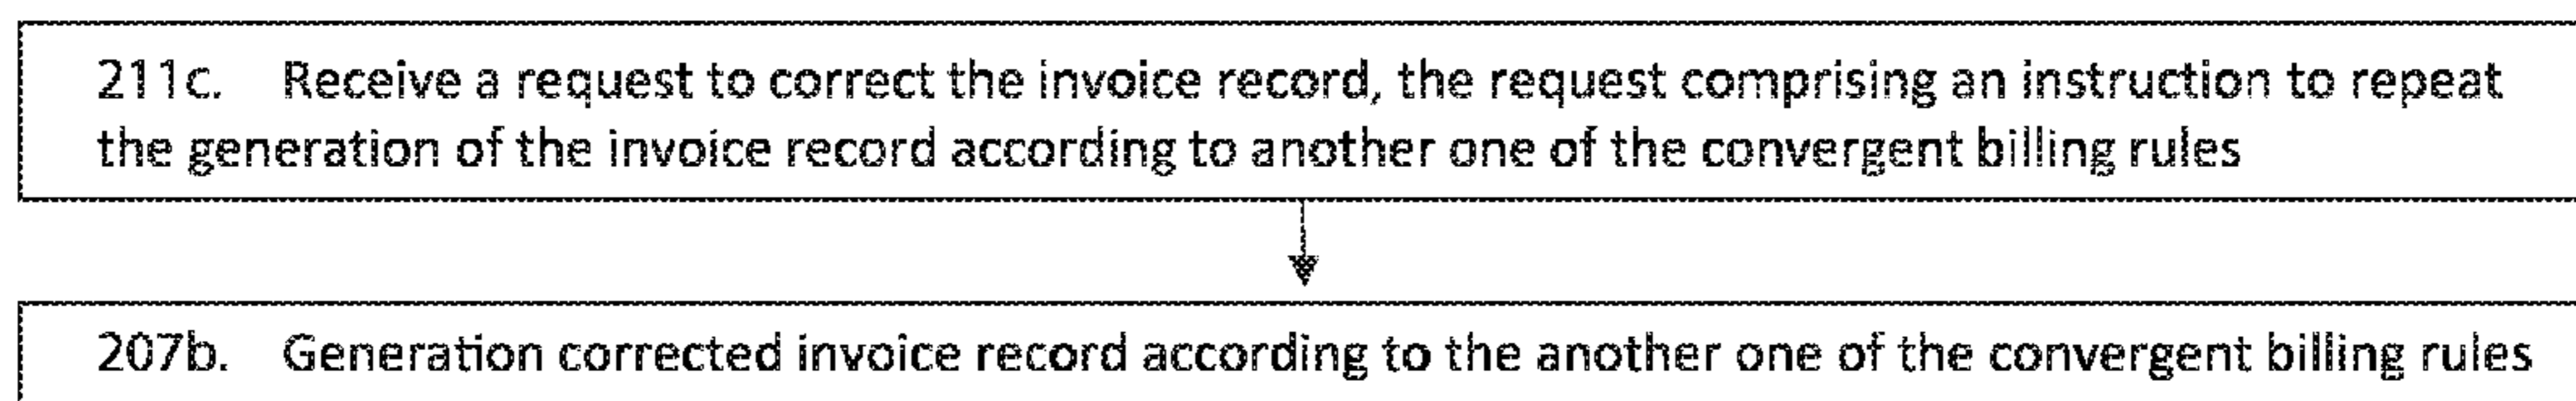 211c. Receive a request to correct the invoice record, the request comprising an instruction to repeat
the generation of the invoice record according to another one of the convergent billing rules
207b. Generation corrected invoice record according to the another one of the convergent billing rules